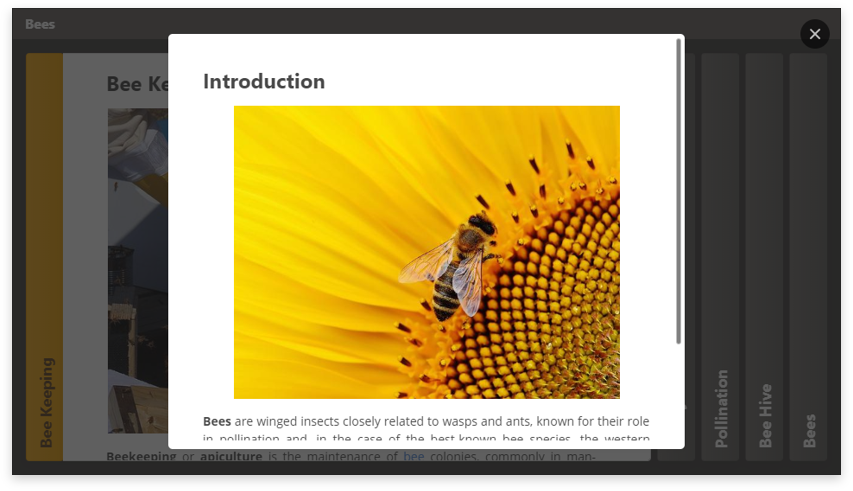 Bees
Bee Ke
Introduction
Bees are winged insects closely related to wasps and ants, known for their role
in pollination and, in the case of the best-known bee species, the western
Beekeeping or apiculture is the maintenance of bee colonies, commonly in man-
Bee Keeping
Pollination
Bee Hive
Bees